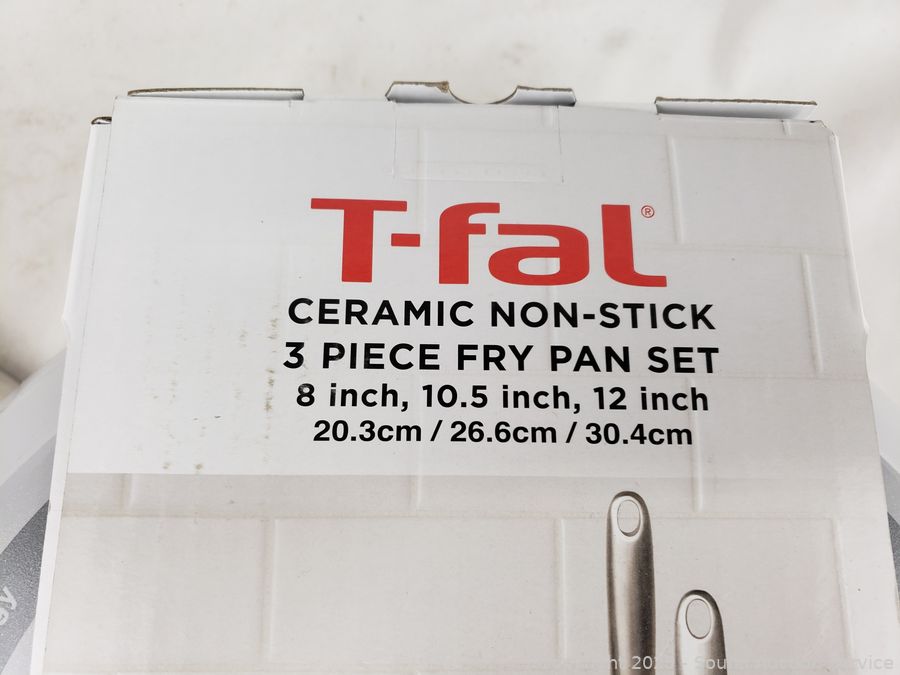 T-fal®
CERAMIC NON-STICK
3 PIECE FRY PAN SET
8 inch, 10.5 inch, 12 inch
20.3cm / 26.6cm / 30.4cm